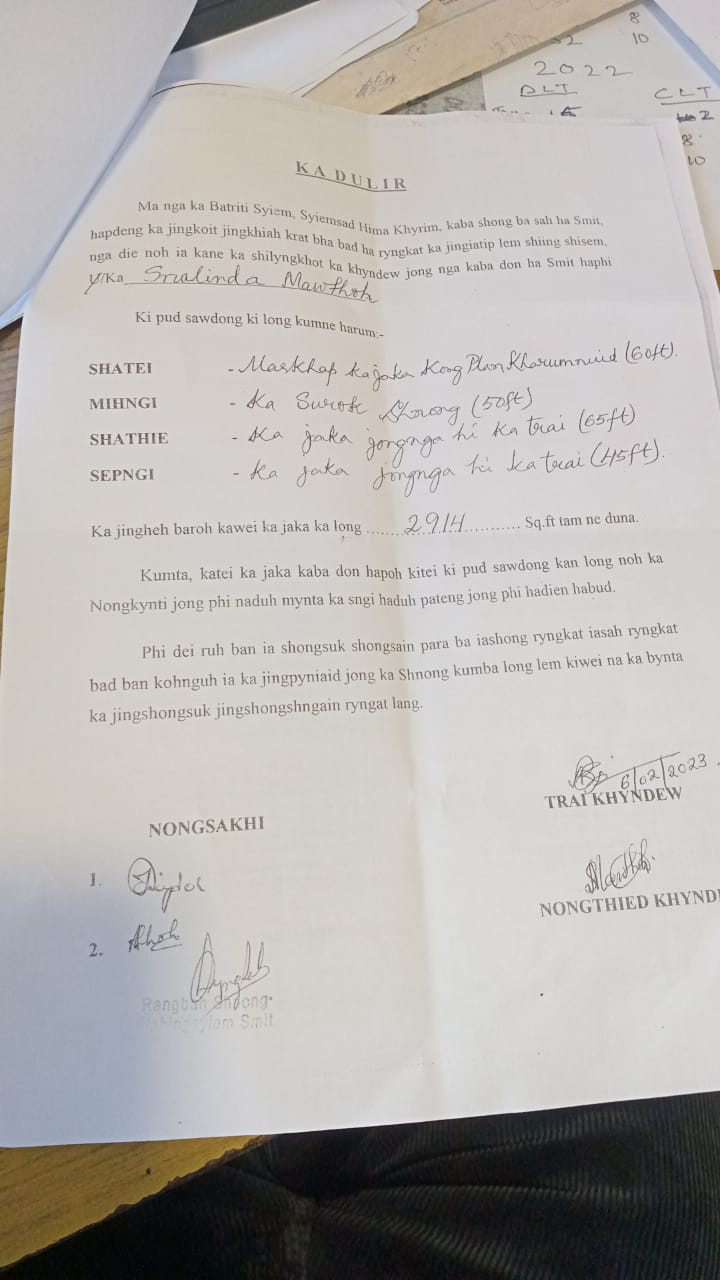 8
10
2022
DLT
CLT
2
8
10
KA DULIR
Ma nga ka Batriti Syiem, Syiemsad Hima Khyrim, kaba shong ba sah ha Smit,
hapdeng ka jingkoit jingkhiah krat bha bad ha ryngkat ka jingiatip lem shiing shisem,
nga die noh ia kane ka shilyngkhot ka khyndew jong nga kaba don ha Smit haphi
Y/Ka Snalinda Mawthoh
Ki pud sawdong ki long kumne harum:-
SHATEI - Markhap ka jaka Kong Plan Kharumnuid (60ft).
MIHNGI - Ka Surok Shnong (50ft)
SHATHIE - Ka jaka jongnga hi ka trai (65ft)
SEPNGI - Ka jaka jongnga hi ka trai (45ft).
Ka jingheh baroh kawei ka jaka ka long ......2914........... Sq.ft tam ne duna.
Kumta, katei ka jaka kaba don hapoh kitei ki pud sawdong kan long noh ka
Nongkynti jong phi naduh mynta ka sngi haduh pateng jong phi hadien habud.
Phi dei ruh ban ia shongsuk shongsain para ba iashong ryngkat iasah ryngkat
bad ban kohnguh ia ka jingpyniaid jong ka Shnong kumba long lem kiwei na ka bynta
ka jingshongsuk jingshongshngain ryngat lang.
6/02/2023
TRAI KHYNDEW
NONGSAKHI
1.
NONGTHIED KHYND
2.
Rangbah Shnong
Smit